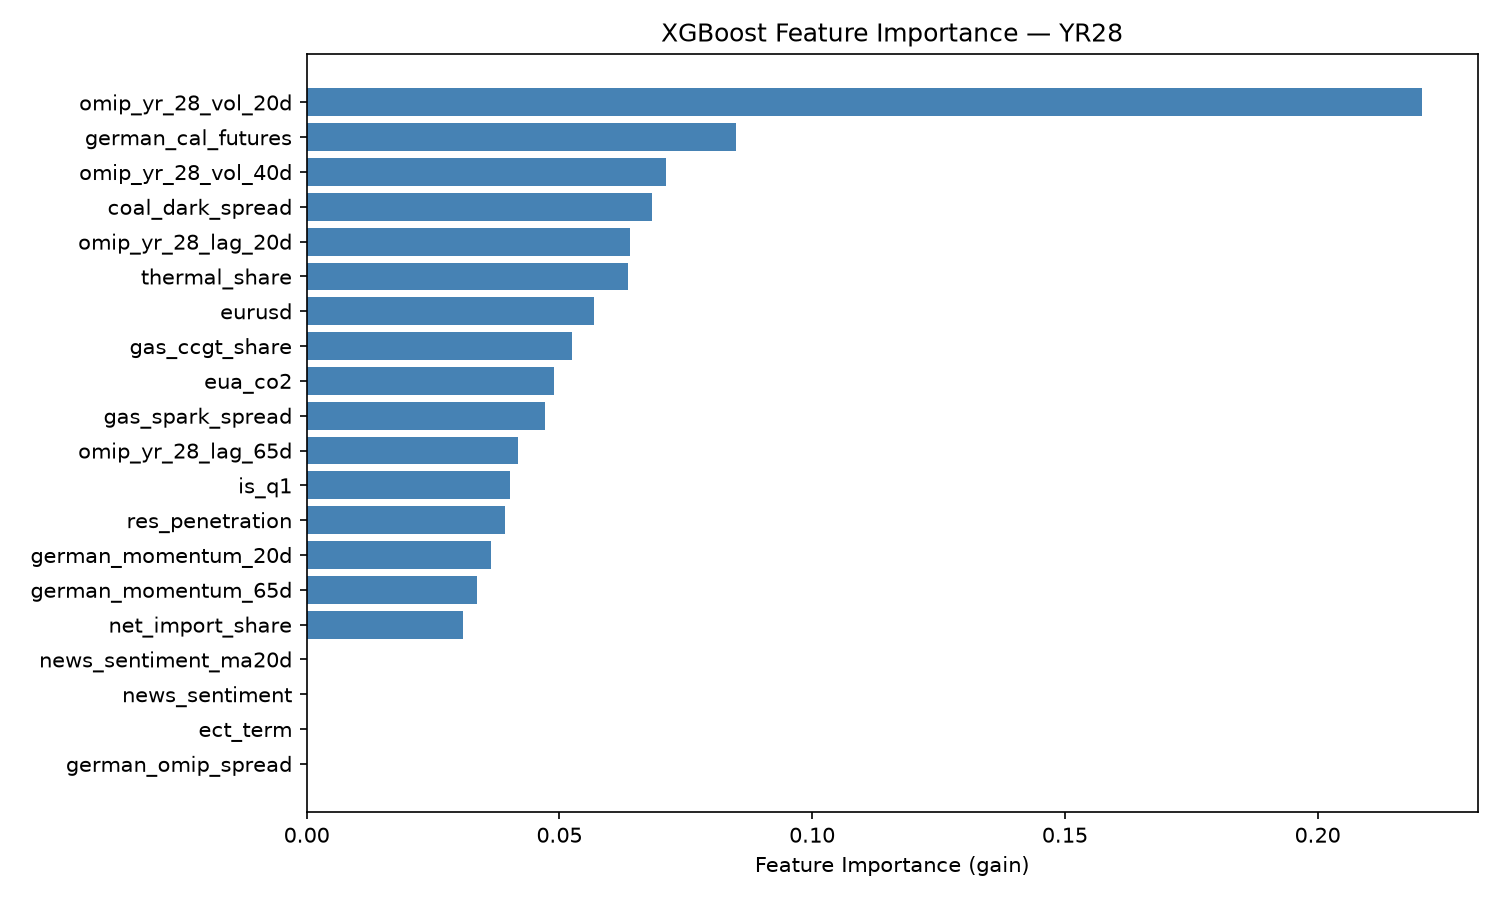 XGBoost Feature Importance — YR28
omip_yr_28_vol_20d
german_cal_futures
omip_yr_28_vol_40d
coal_dark_spread
omip_yr_28_lag_20d
thermal_share
eurusd
gas_ccgt_share
eua_co2
gas_spark_spread
omip_yr_28_lag_65d
is_q1
res_penetration
german_momentum_20d
german_momentum_65d
net_import_share
news_sentiment_ma20d
news_sentiment
ect_term
german_omip_spread
0.00 0.05 0.10 0.15 0.20
Feature Importance (gain)